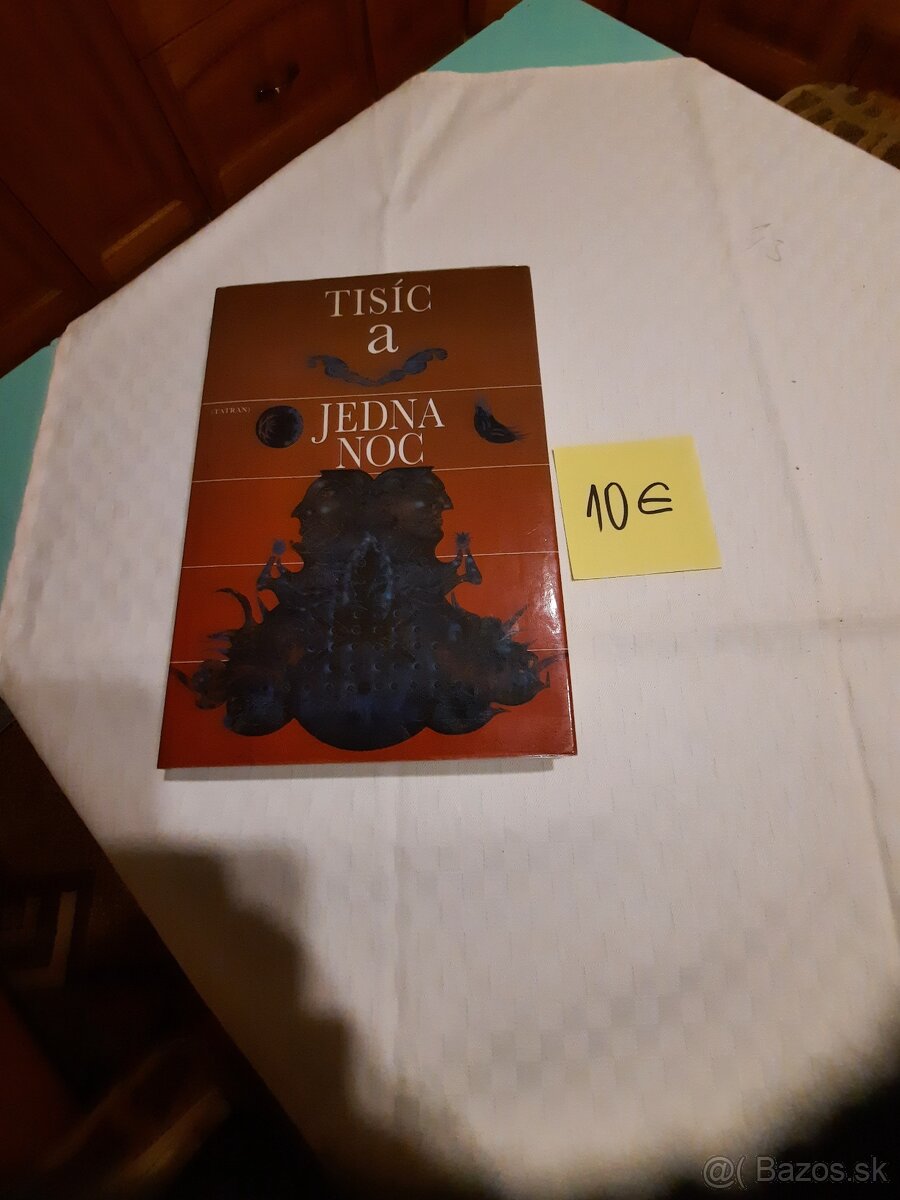 TISÍC
a
(TATRAN)
JEDNA
NOC
10€
@( Bazos.sk